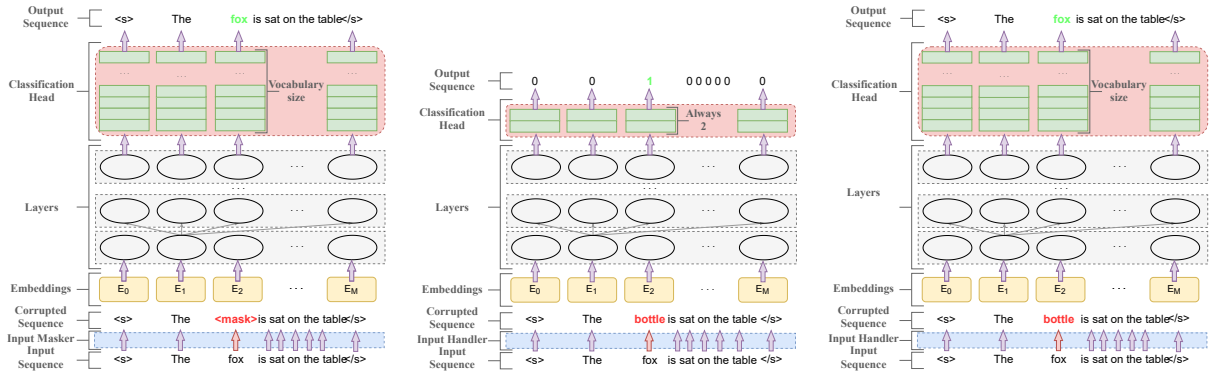 Output Sequence
<s> The fox is sat on the table</s>
Classification Head
. . . . . . . . . . . .
Vocabulary size
. . .
. . .
Layers
. . .
. . .
Embeddings
E0 E1 E2 . . . EM
Corrupted Sequence
<s> The <mask> is sat on the table</s>
Input Masker
Input Sequence
<s> The fox is sat on the table</s>
Output Sequence
0 0 1 0 0 0 0 0 0
Classification Head
Always 2
. . .
. . .
Layers
. . .
. . .
Embeddings
E0 E1 E2 . . . EM
Corrupted Sequence
<s> The bottle is sat on the table</s>
Input Handler
Input Sequence
<s> The fox is sat on the table </s>
Output Sequence
<s> The fox is sat on the table</s>
Classification Head
. . . . . . . . . . . .
Vocabulary size
. . .
. . .
Layers
. . .
. . .
Embeddings
E0 E1 E2 . . . EM
Corrupted Sequence
<s> The bottle is sat on the table</s>
Input Handler
Input Sequence
<s> The fox is sat on the table</s>